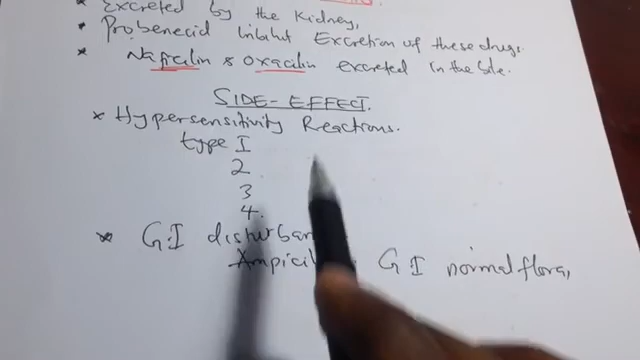 * Excreted by the Kidney,
* Probenecid inhibit Excretion of these drugs.
* Nafcilin & oxacilin excreted in the bile.
SIDE-EFFECT.
* Hypersensitivity Reactions.
type I
2
3
4.
* G.I
GI normal flora,